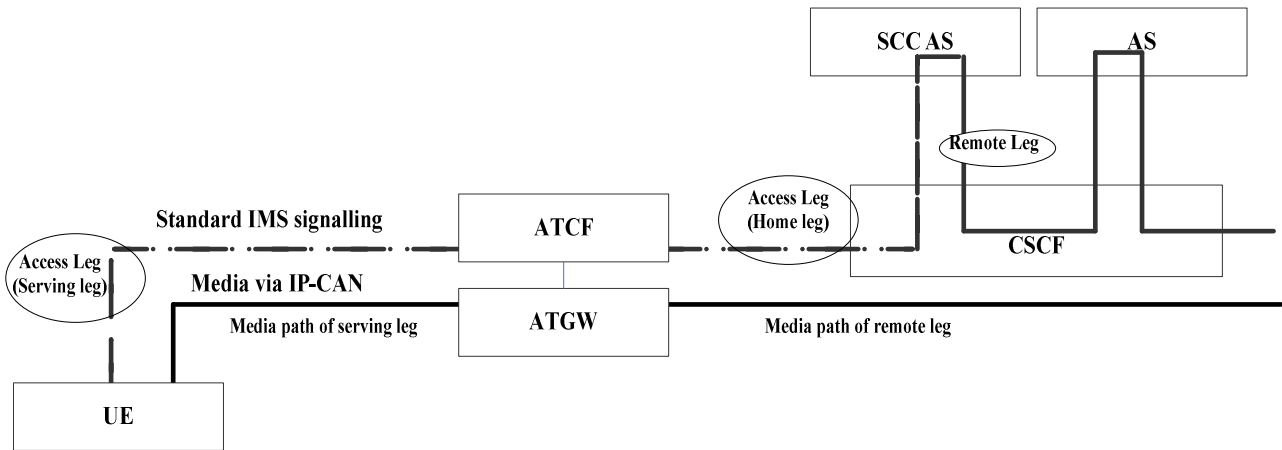 SCC AS
AS
Remote Leg
Access Leg
(Home leg)
Standard IMS signalling
ATCF
CSCF
Access Leg
(Serving leg)
Media via IP-CAN
Media path of serving leg
ATGW
Media path of remote leg
UE